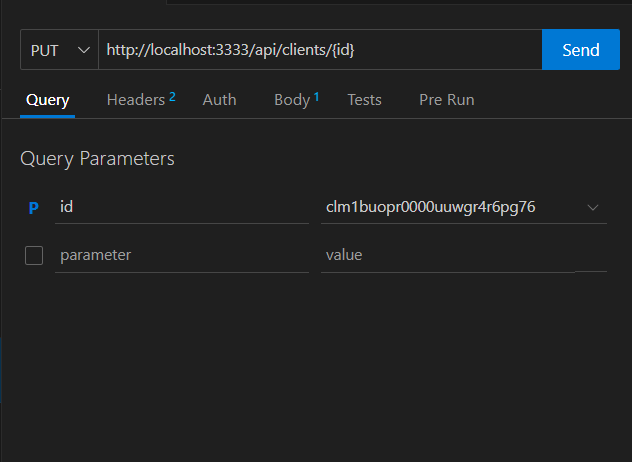 PUT http://localhost:3333/api/clients/{id} Send
Query Headers 2 Auth Body 1 Tests Pre Run
Query Parameters
P id clm1buopr0000uuwgr4r6pg76
parameter value